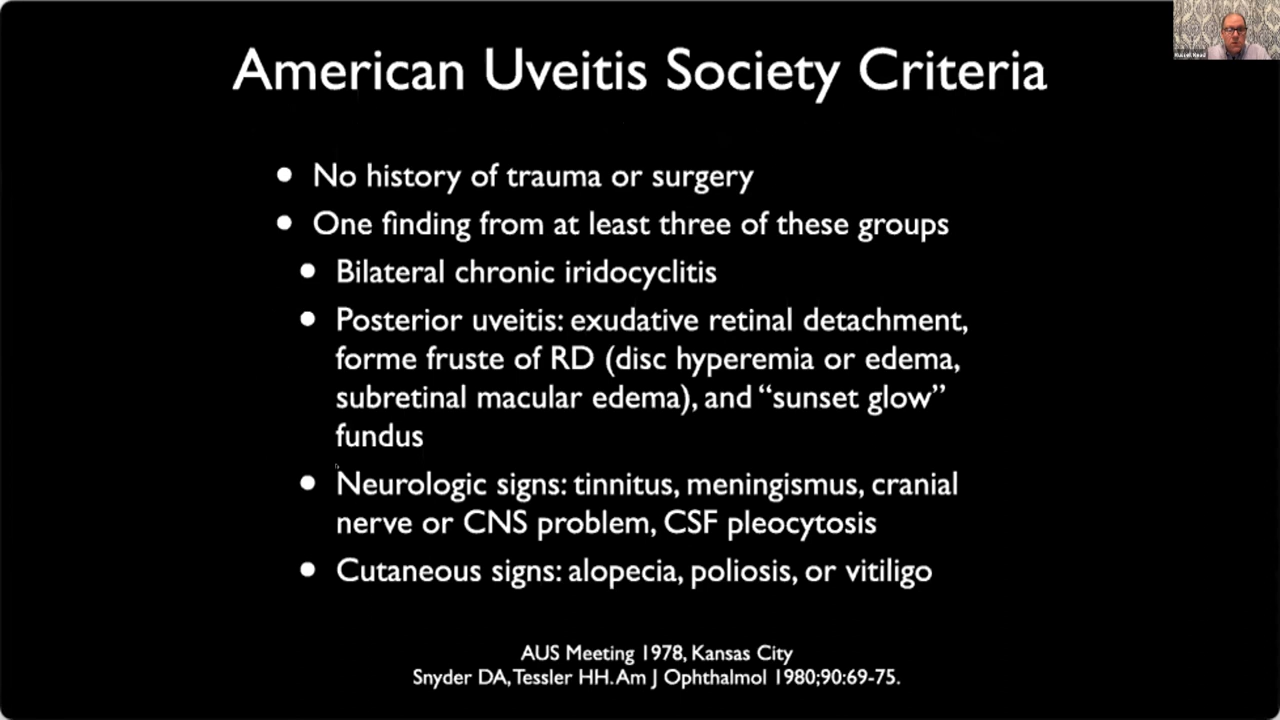 American Uveitis Society Criteria
Russell Read
• No history of trauma or surgery
• One finding from at least three of these groups
• Bilateral chronic iridocyclitis
• Posterior uveitis: exudative retinal detachment,
forme fruste of RD (disc hyperemia or edema,
subretinal macular edema), and “sunset glow”
fundus
• Neurologic signs: tinnitus, meningismus, cranial
nerve or CNS problem, CSF pleocytosis
• Cutaneous signs: alopecia, poliosis, or vitiligo
AUS Meeting 1978, Kansas City
Snyder DA, Tessler HH. Am J Ophthalmol 1980;90:69-75.